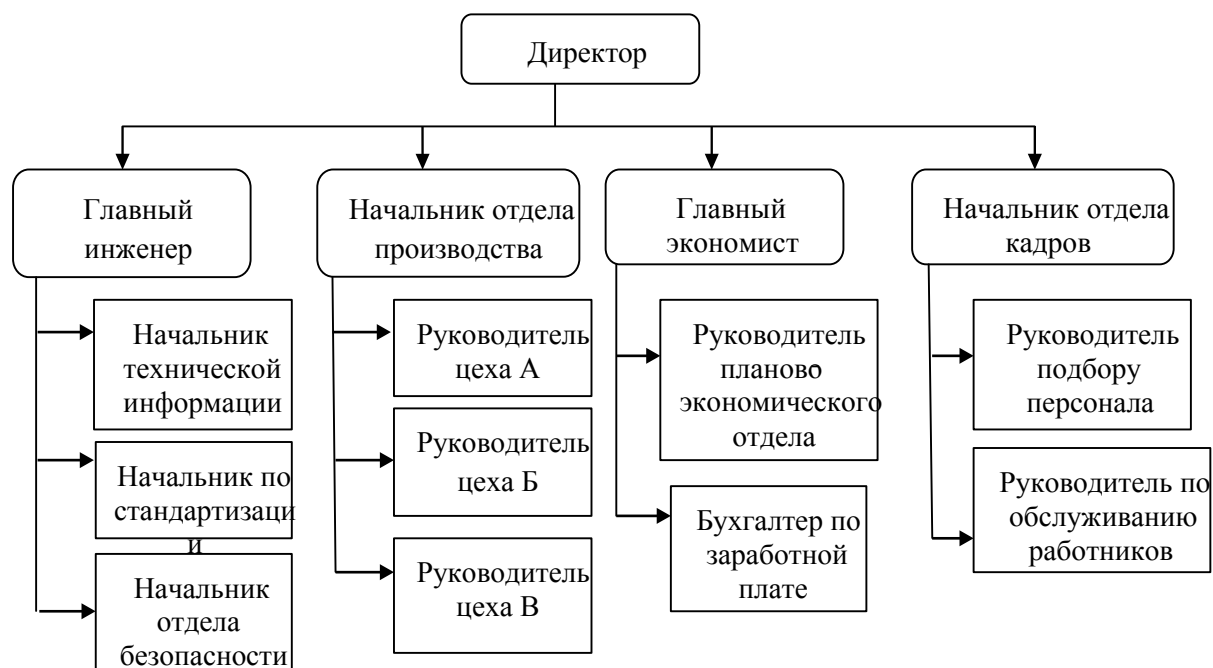 Директор
Главный
инженер
Начальник отдела
производства
Главный
экономист
Начальник отдела
кадров
Начальник
технической
информации
Начальник по
стандартизаци
и
Начальник
отдела
безопасности
Руководитель
цеха А
Руководитель
цеха Б
Руководитель
цеха В
Руководитель
планово-
экономического
отдела
Бухгалтер по
заработной
плате
Руководитель
подбору
персонала
Руководитель по
обслуживанию
работников